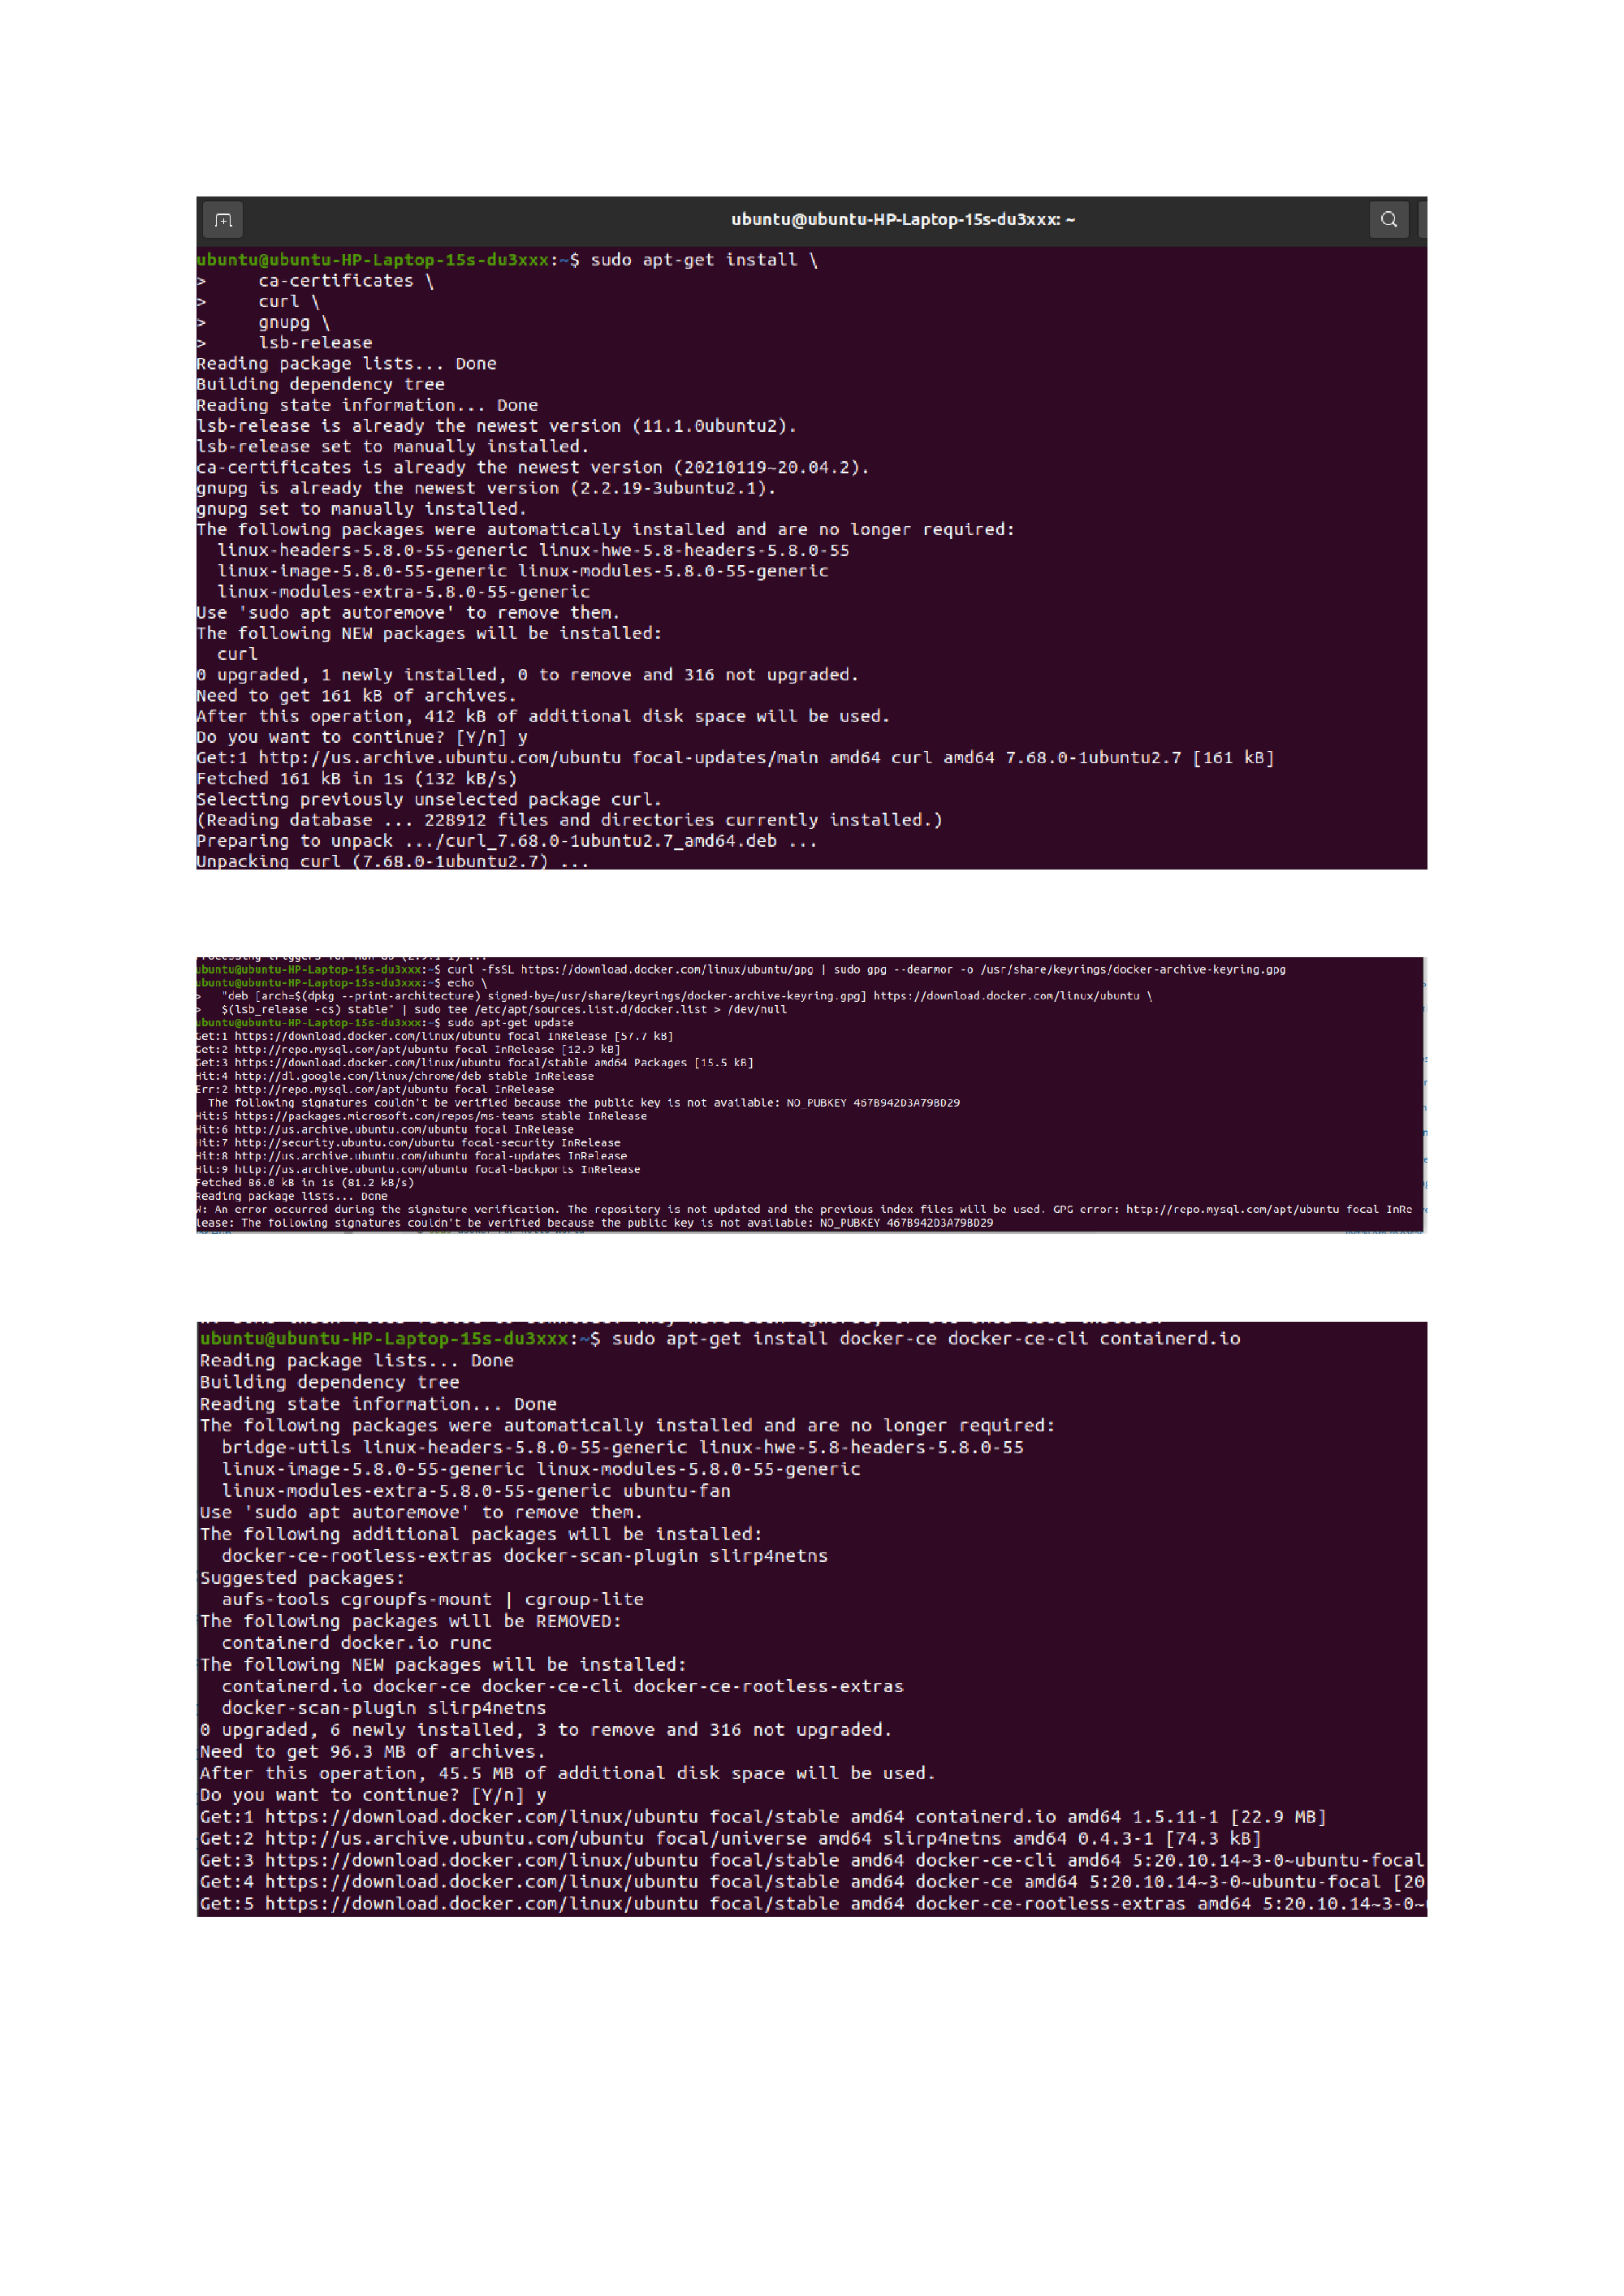 ubuntu@ubuntu-HP-Laptop-15s-du3xxx: ~
ubuntu@ubuntu-HP-Laptop-15s-du3xxx:~$ sudo apt-get install \
>     ca-certificates \
>     curl \
>     gnupg \
>     lsb-release
Reading package lists... Done
Building dependency tree
Reading state information... Done
lsb-release is already the newest version (11.1.0ubuntu2).
lsb-release set to manually installed.
ca-certificates is already the newest version (20210119~20.04.2).
gnupg is already the newest version (2.2.19-3ubuntu2.1).
gnupg set to manually installed.
The following packages were automatically installed and are no longer required:
  linux-headers-5.8.0-55-generic linux-hwe-5.8-headers-5.8.0-55
  linux-image-5.8.0-55-generic linux-modules-5.8.0-55-generic
  linux-modules-extra-5.8.0-55-generic
Use 'sudo apt autoremove' to remove them.
The following NEW packages will be installed:
  curl
0 upgraded, 1 newly installed, 0 to remove and 316 not upgraded.
Need to get 161 kB of archives.
After this operation, 412 kB of additional disk space will be used.
Do you want to continue? [Y/n] y
Get:1 http://us.archive.ubuntu.com/ubuntu focal-updates/main amd64 curl amd64 7.68.0-1ubuntu2.7 [161 kB]
Fetched 161 kB in 1s (132 kB/s)
Selecting previously unselected package curl.
(Reading database ... 228912 files and directories currently installed.)
Preparing to unpack .../curl_7.68.0-1ubuntu2.7_amd64.deb ...
Unpacking curl (7.68.0-1ubuntu2.7) ...
ubuntu@ubuntu-HP-Laptop-15s-du3xxx:~$ curl -fsSL https://download.docker.com/linux/ubuntu/gpg | sudo gpg --dearmor -o /usr/share/keyrings/docker-archive-keyring.gpg
ubuntu@ubuntu-HP-Laptop-15s-du3xxx:~$ echo \
>   "deb [arch=$(dpkg --print-architecture) signed-by=/usr/share/keyrings/docker-archive-keyring.gpg] https://download.docker.com/linux/ubuntu \
>   $(lsb_release -cs) stable" | sudo tee /etc/apt/sources.list.d/docker.list > /dev/null
ubuntu@ubuntu-HP-Laptop-15s-du3xxx:~$ sudo apt-get update
Get:1 https://download.docker.com/linux/ubuntu focal InRelease [57.7 kB]
Get:2 http://repo.mysql.com/apt/ubuntu focal InRelease [12.9 kB]
Get:3 https://download.docker.com/linux/ubuntu focal/stable amd64 Packages [15.5 kB]
Hit:4 http://dl.google.com/linux/chrome/deb stable InRelease
Err:2 http://repo.mysql.com/apt/ubuntu focal InRelease
  The following signatures couldn't be verified because the public key is not available: NO_PUBKEY 467B942D3A79BD29
Hit:5 https://packages.microsoft.com/repos/ms-teams stable InRelease
Hit:6 http://us.archive.ubuntu.com/ubuntu focal InRelease
Hit:7 http://security.ubuntu.com/ubuntu focal-security InRelease
Hit:8 http://us.archive.ubuntu.com/ubuntu focal-updates InRelease
Hit:9 http://us.archive.ubuntu.com/ubuntu focal-backports InRelease
Fetched 86.0 kB in 1s (81.2 kB/s)
Reading package lists... Done
W: An error occurred during the signature verification. The repository is not updated and the previous index files will be used. GPG error: http://repo.mysql.com/apt/ubuntu focal InRe
lease: The following signatures couldn't be verified because the public key is not available: NO_PUBKEY 467B942D3A79BD29
ubuntu@ubuntu-HP-Laptop-15s-du3xxx:~$ sudo apt-get install docker-ce docker-ce-cli containerd.io
Reading package lists... Done
Building dependency tree
Reading state information... Done
The following packages were automatically installed and are no longer required:
  bridge-utils linux-headers-5.8.0-55-generic linux-hwe-5.8-headers-5.8.0-55
  linux-image-5.8.0-55-generic linux-modules-5.8.0-55-generic
  linux-modules-extra-5.8.0-55-generic ubuntu-fan
Use 'sudo apt autoremove' to remove them.
The following additional packages will be installed:
  docker-ce-rootless-extras docker-scan-plugin slirp4netns
Suggested packages:
  aufs-tools cgroupfs-mount | cgroup-lite
The following packages will be REMOVED:
  containerd docker.io runc
The following NEW packages will be installed:
  containerd.io docker-ce docker-ce-cli docker-ce-rootless-extras
  docker-scan-plugin slirp4netns
0 upgraded, 6 newly installed, 3 to remove and 316 not upgraded.
Need to get 96.3 MB of archives.
After this operation, 45.5 MB of additional disk space will be used.
Do you want to continue? [Y/n] y
Get:1 https://download.docker.com/linux/ubuntu focal/stable amd64 containerd.io amd64 1.5.11-1 [22.9 MB]
Get:2 http://us.archive.ubuntu.com/ubuntu focal/universe amd64 slirp4netns amd64 0.4.3-1 [74.3 kB]
Get:3 https://download.docker.com/linux/ubuntu focal/stable amd64 docker-ce-cli amd64 5:20.10.14~3-0~ubuntu-focal
Get:4 https://download.docker.com/linux/ubuntu focal/stable amd64 docker-ce amd64 5:20.10.14~3-0~ubuntu-focal [20
Get:5 https://download.docker.com/linux/ubuntu focal/stable amd64 docker-ce-rootless-extras amd64 5:20.10.14~3-0~